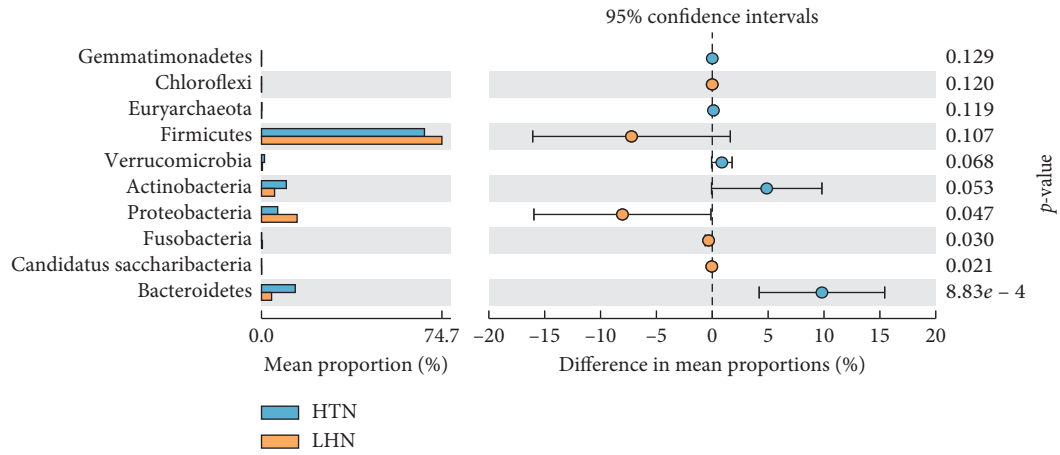 95% confidence intervals
Gemmatimonadetes 0.129
Chloroflexi 0.120
Euryarchaeota 0.119
Firmicutes 0.107
Verrucomicrobia 0.068
Actinobacteria 0.053
Proteobacteria 0.047
Fusobacteria 0.030
Candidatus saccharibacteria 0.021
Bacteroidetes 8.83e – 4
p-value
0.0 74.7 –20 –15 –10 –5 0 5 10 15 20
Mean proportion (%) Difference in mean proportions (%)
HTN
LHN